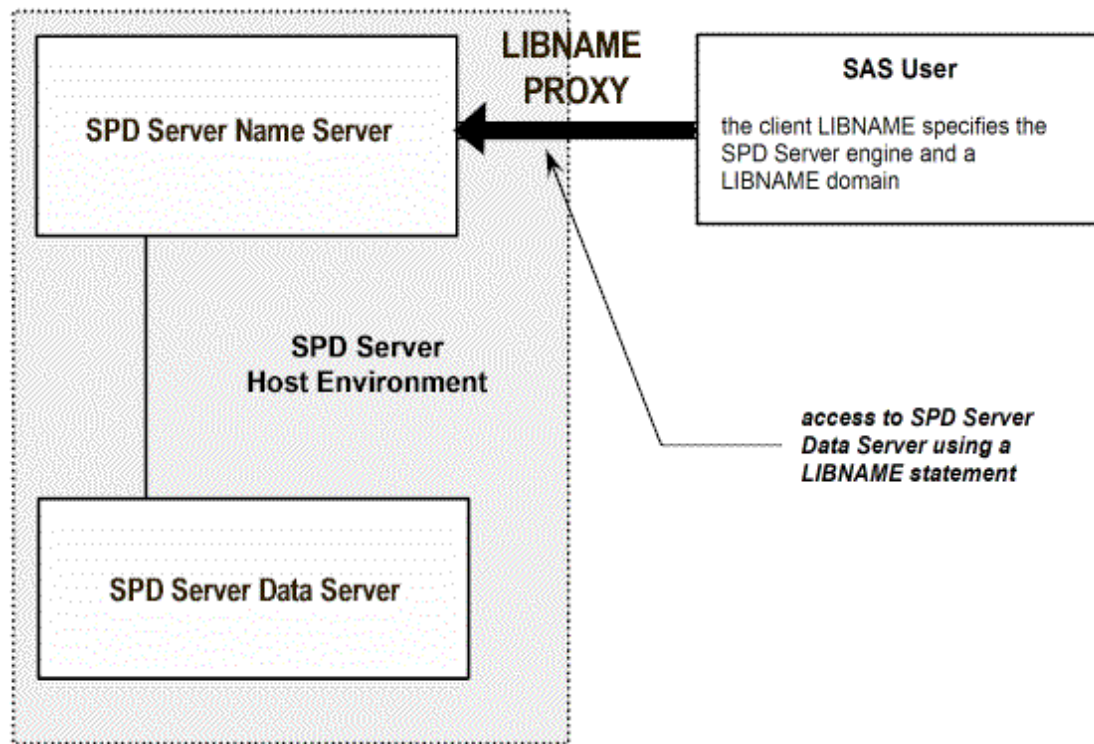 LIBNAME
PROXY
SPD Server Name Server
SAS User
the client LIBNAME specifies the
SPD Server engine and a
LIBNAME domain
SPD Server
Host Environment
access to SPD Server
Data Server using a
LIBNAME statement
SPD Server Data Server